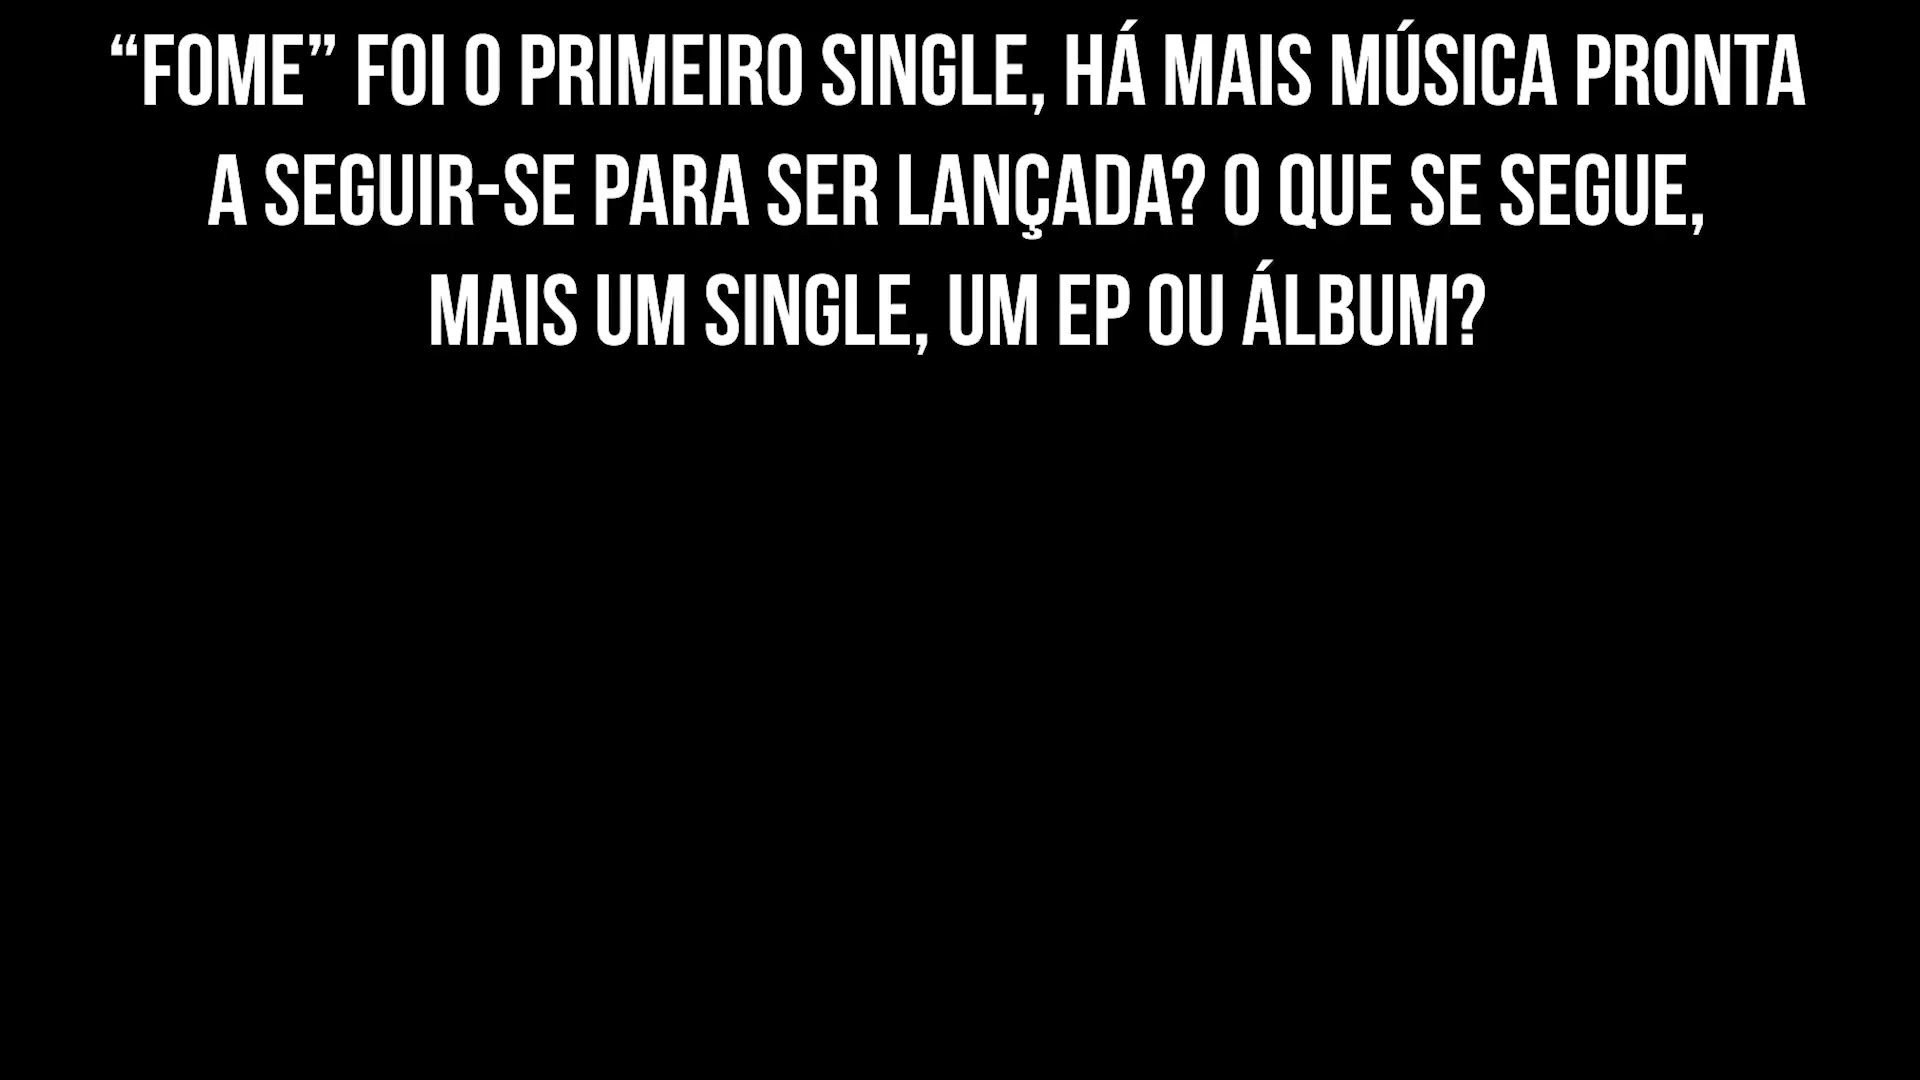 “FOME” FOI O PRIMEIRO SINGLE, HÁ MAIS MÚSICA PRONTA
A SEGUIR-SE PARA SER LANÇADA? O QUE SE SEGUE,
MAIS UM SINGLE, UM EP OU ÁLBUM?